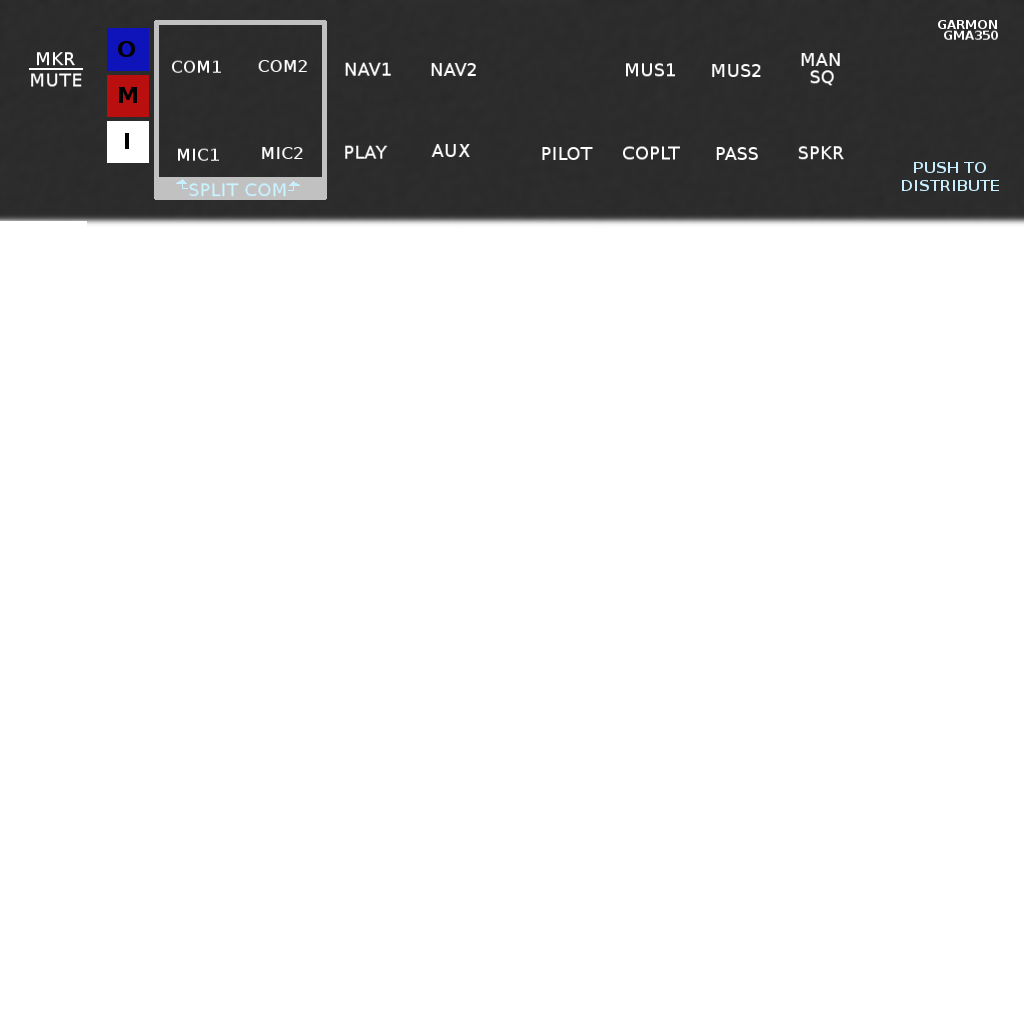 GARMON
GMA350
MKR
MUTE
O
M
I
COM1 COM2 NAV1 NAV2 MUS1 MUS2 MAN
SQ
MIC1 MIC2 PLAY AUX PILOT COPLT PASS SPKR
SPLIT COM
PUSH TO
DISTRIBUTE